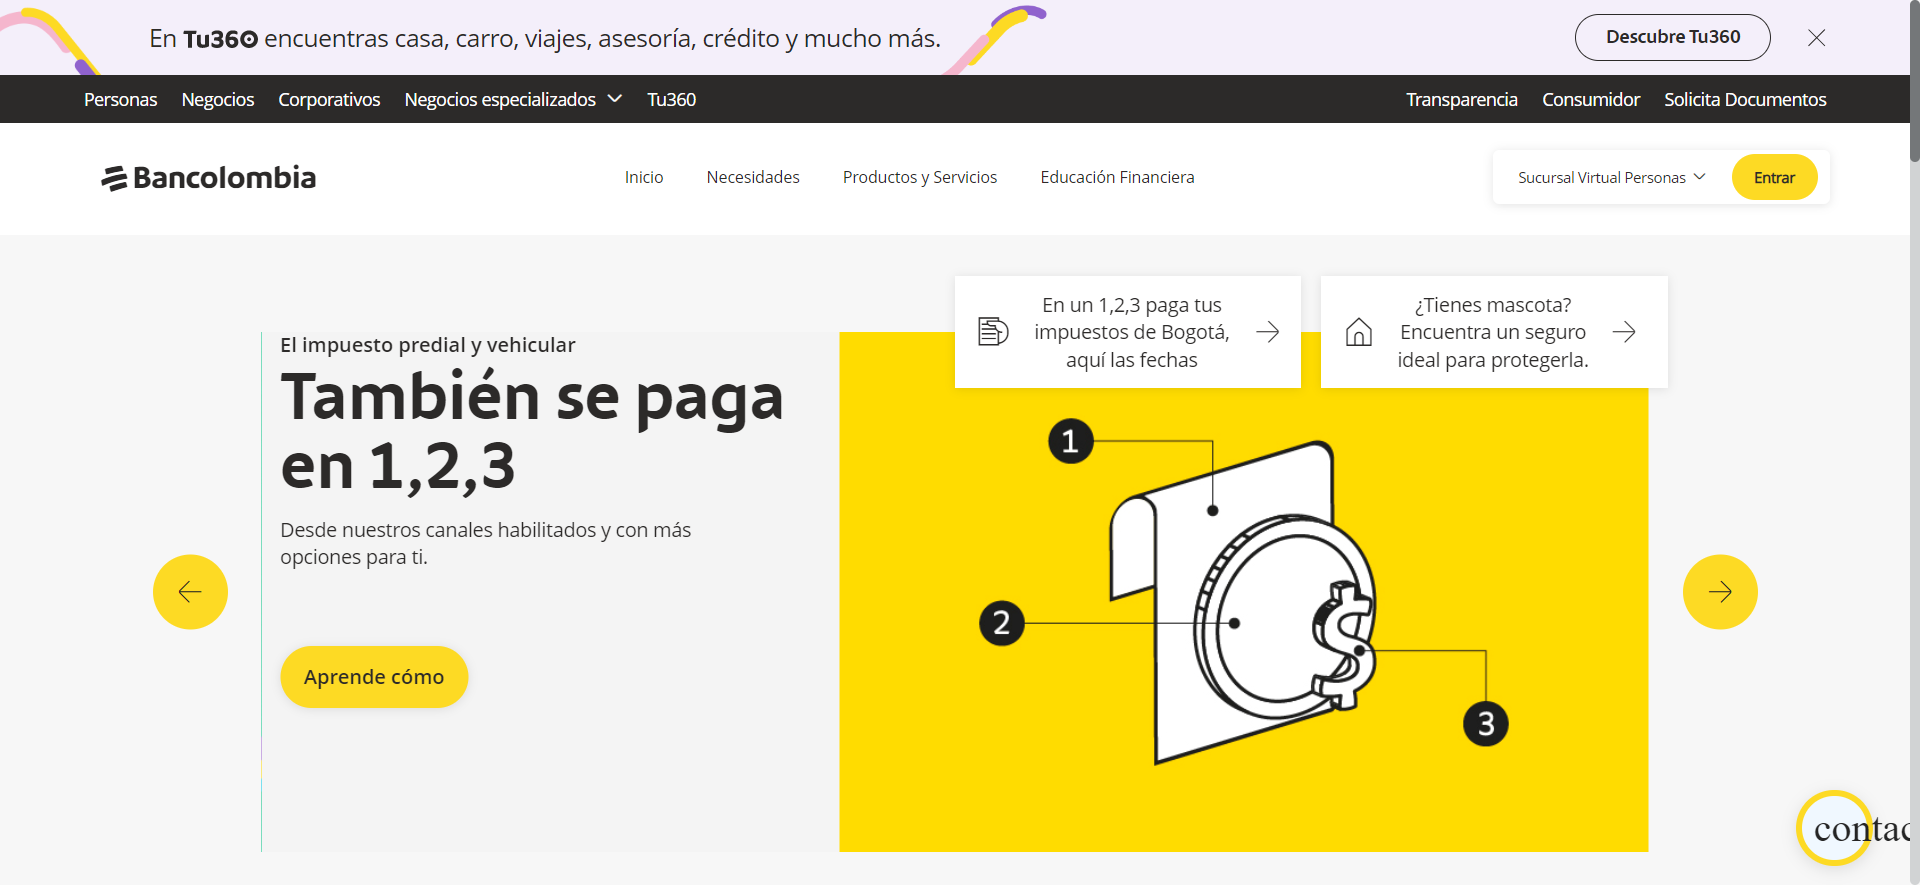 En Tu360 encuentras casa, carro, viajes, asesoría, crédito y mucho más.
Descubre Tu360
Personas Negocios Corporativos Negocios especializados Tu360
Transparencia Consumidor Solicita Documentos
Bancolombia
Inicio Necesidades Productos y Servicios Educación Financiera
Sucursal Virtual Personas
Entrar
En un 1,2,3 paga tus
impuestos de Bogotá,
aquí las fechas
¿Tienes mascota?
Encuentra un seguro
ideal para protegerla.
El impuesto predial y vehicular
También se paga
en 1,2,3
Desde nuestros canales habilitados y con más
opciones para ti.
Aprende cómo
1
2
$
3
contac